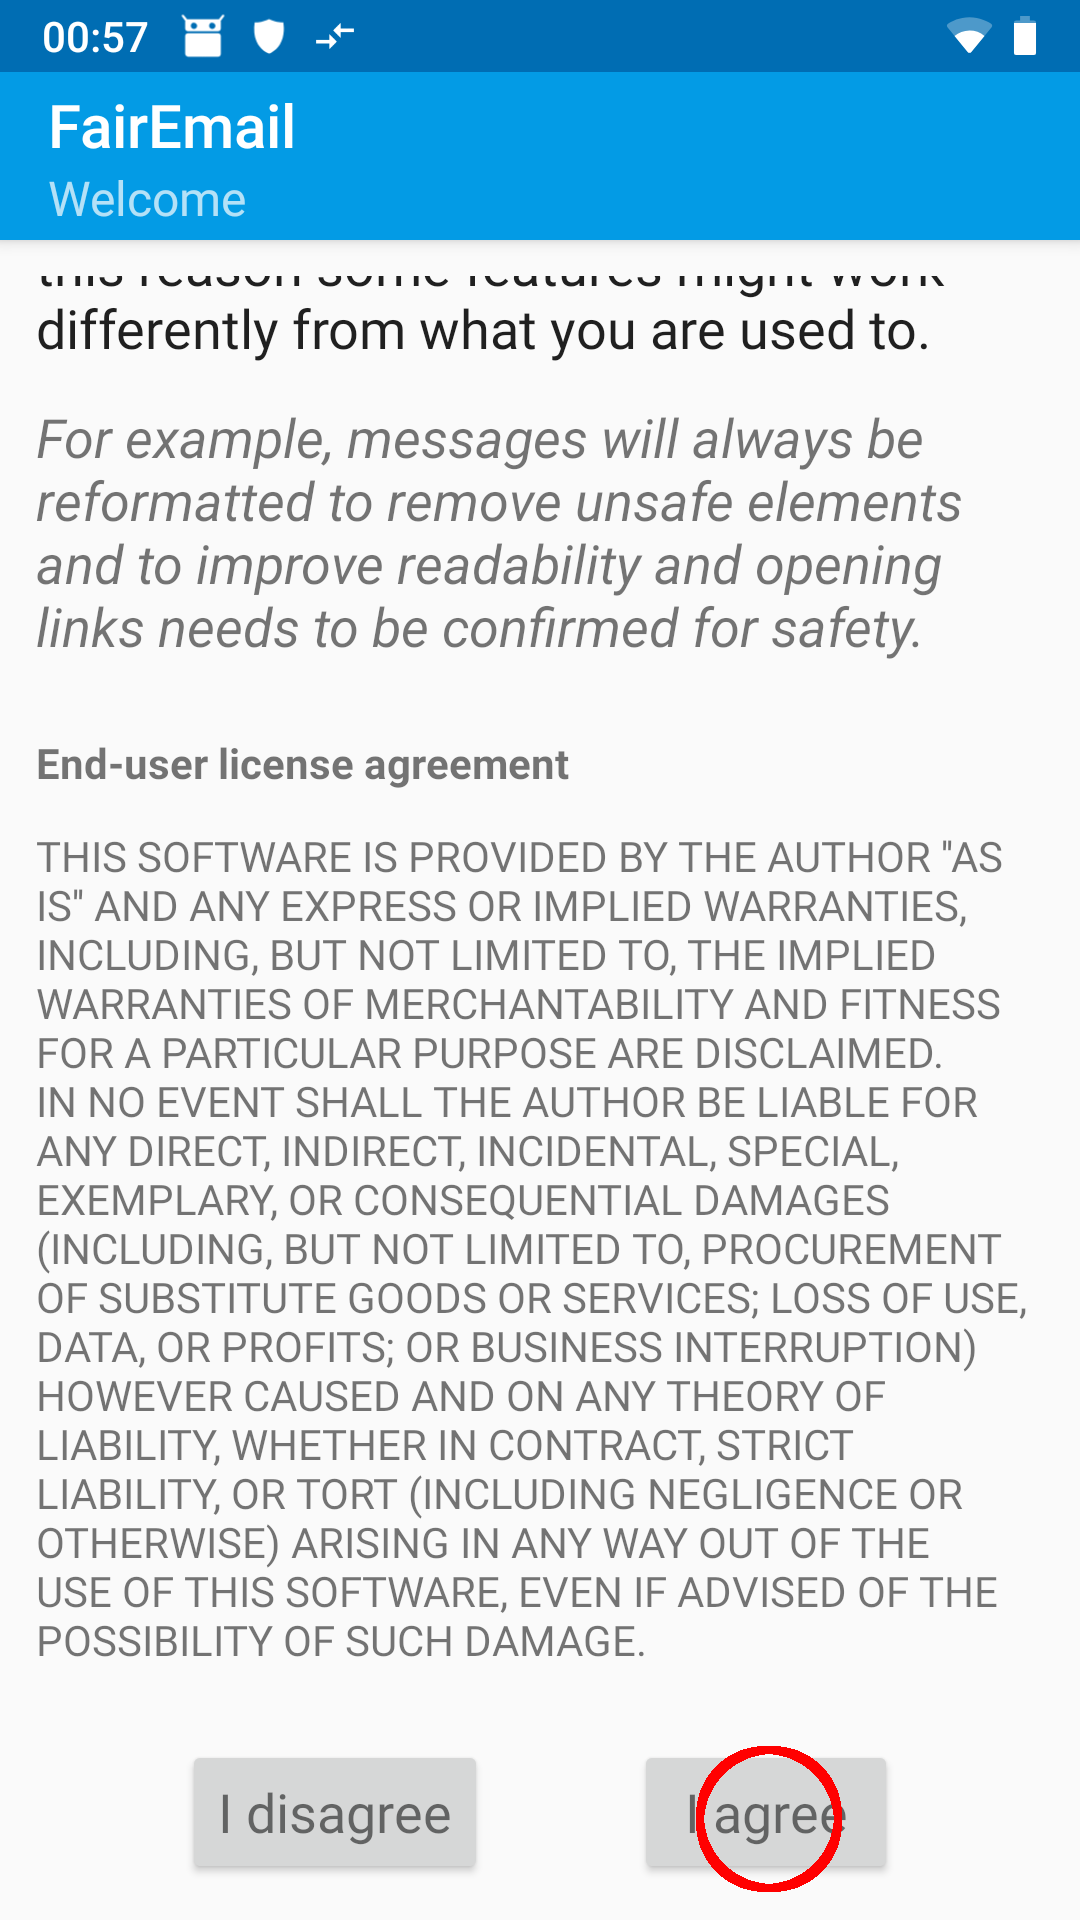 00:57
FairEmail
Welcome
this reason some features might work
differently from what you are used to.
For example, messages will always be
reformatted to remove unsafe elements
and to improve readability and opening
links needs to be confirmed for safety.
End-user license agreement
THIS SOFTWARE IS PROVIDED BY THE AUTHOR "AS
IS" AND ANY EXPRESS OR IMPLIED WARRANTIES,
INCLUDING, BUT NOT LIMITED TO, THE IMPLIED
WARRANTIES OF MERCHANTABILITY AND FITNESS
FOR A PARTICULAR PURPOSE ARE DISCLAIMED.
IN NO EVENT SHALL THE AUTHOR BE LIABLE FOR
ANY DIRECT, INDIRECT, INCIDENTAL, SPECIAL,
EXEMPLARY, OR CONSEQUENTIAL DAMAGES
(INCLUDING, BUT NOT LIMITED TO, PROCUREMENT
OF SUBSTITUTE GOODS OR SERVICES; LOSS OF USE,
DATA, OR PROFITS; OR BUSINESS INTERRUPTION)
HOWEVER CAUSED AND ON ANY THEORY OF
LIABILITY, WHETHER IN CONTRACT, STRICT
LIABILITY, OR TORT (INCLUDING NEGLIGENCE OR
OTHERWISE) ARISING IN ANY WAY OUT OF THE
USE OF THIS SOFTWARE, EVEN IF ADVISED OF THE
POSSIBILITY OF SUCH DAMAGE.
I disagree
I agree